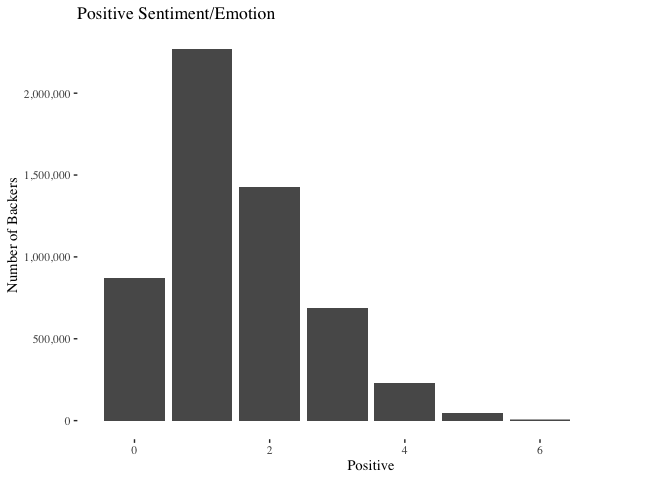 Positive Sentiment/Emotion
Number of Backers
2,000,000
1,500,000
1,000,000
500,000
0
0 2 4 6
Positive